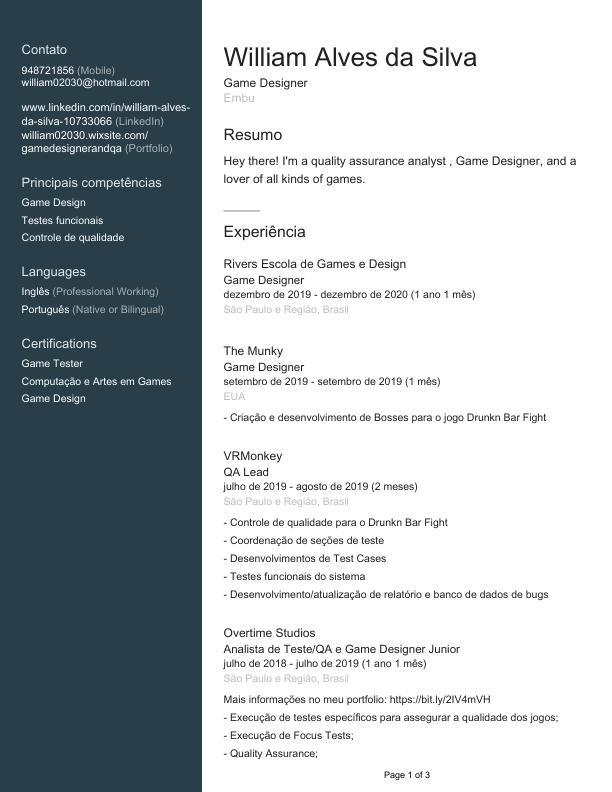 Contato
948721856 (Mobile)
william02030@hotmail.com
www.linkedin.com/in/william-alves-
da-silva-10733066 (LinkedIn)
william02030.wixsite.com/
gamedesignerandqa (Portfolio)
Principais competências
Game Design
Testes funcionais
Controle de qualidade
Languages
Inglês (Professional Working)
Português (Native or Bilingual)
Certifications
Game Tester
Computação e Artes em Games
Game Design
William Alves da Silva
Game Designer
Embu
Resumo
Hey there! I'm a quality assurance analyst , Game Designer, and a
lover of all kinds of games.
Experiência
Rivers Escola de Games e Design
Game Designer
dezembro de 2019 - dezembro de 2020 (1 ano 1 mês)
São Paulo e Região, Brasil
The Munky
Game Designer
setembro de 2019 - setembro de 2019 (1 mês)
EUA
- Criação e desenvolvimento de Bosses para o jogo Drunkn Bar Fight
VRMonkey
QA Lead
julho de 2019 - agosto de 2019 (2 meses)
São Paulo e Região, Brasil
- Controle de qualidade para o Drunkn Bar Fight
- Coordenação de seções de teste
- Desenvolvimentos de Test Cases
- Testes funcionais do sistema
- Desenvolvimento/atualização de relatório e banco de dados de bugs
Overtime Studios
Analista de Teste/QA e Game Designer Junior
julho de 2018 - julho de 2019 (1 ano 1 mês)
São Paulo e Região, Brasil
Mais informações no meu portfolio: https://bit.ly/2IV4mVH
- Execução de testes específicos para assegurar a qualidade dos jogos;
- Execução de Focus Tests;
- Quality Assurance;
Page 1 of 3